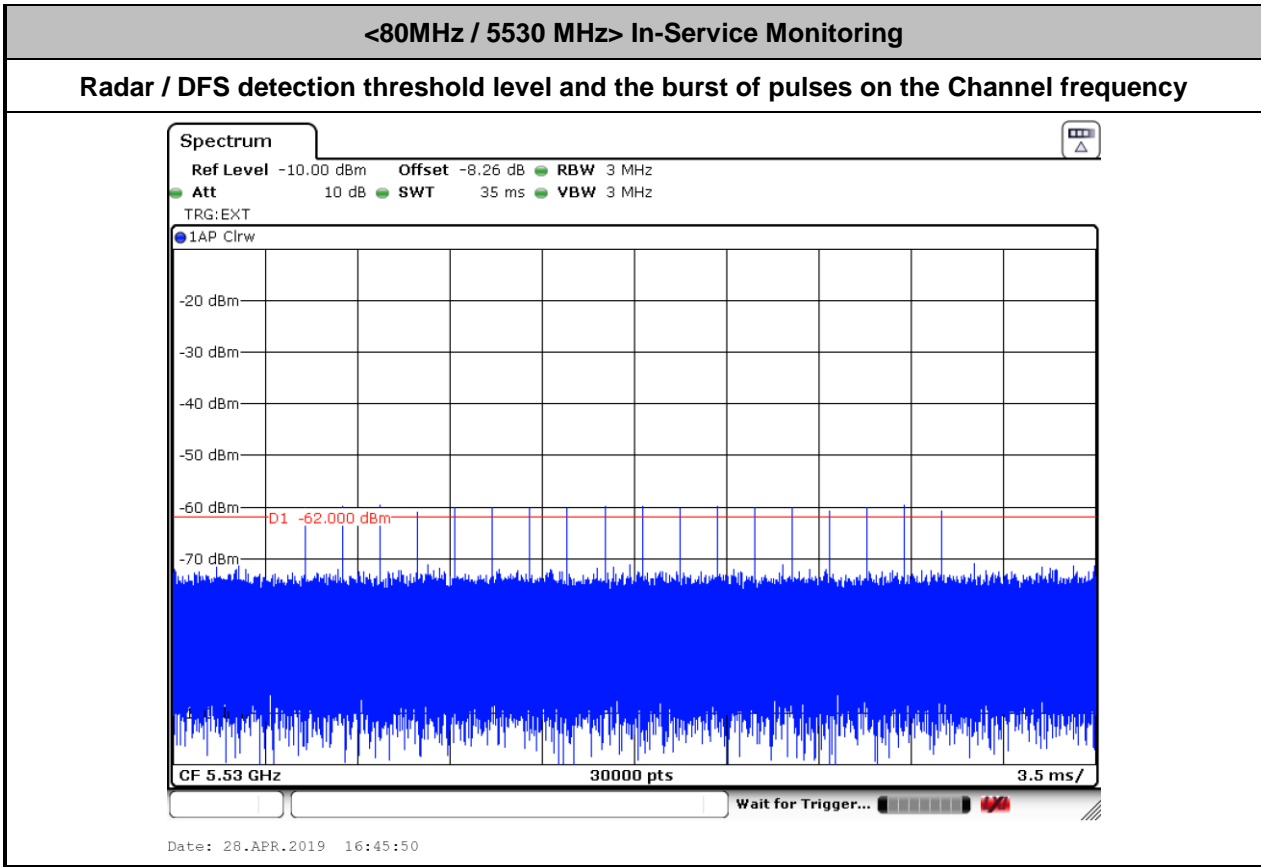 <80MHz / 5530 MHz> In-Service Monitoring
Radar / DFS detection threshold level and the burst of pulses on the Channel frequency
Spectrum
Ref Level -10.00 dBm Offset -8.26 dB RBW 3 MHz
Att 10 dB SWT 35 ms VBW 3 MHz
TRG:EXT
1AP Clrw
-20 dBm
-30 dBm
-40 dBm
-50 dBm
-60 dBm
D1 -62.000 dBm
-70 dBm
CF 5.53 GHz 30000 pts 3.5 ms/
Wait for Trigger...
Date: 28.APR.2019 16:45:50